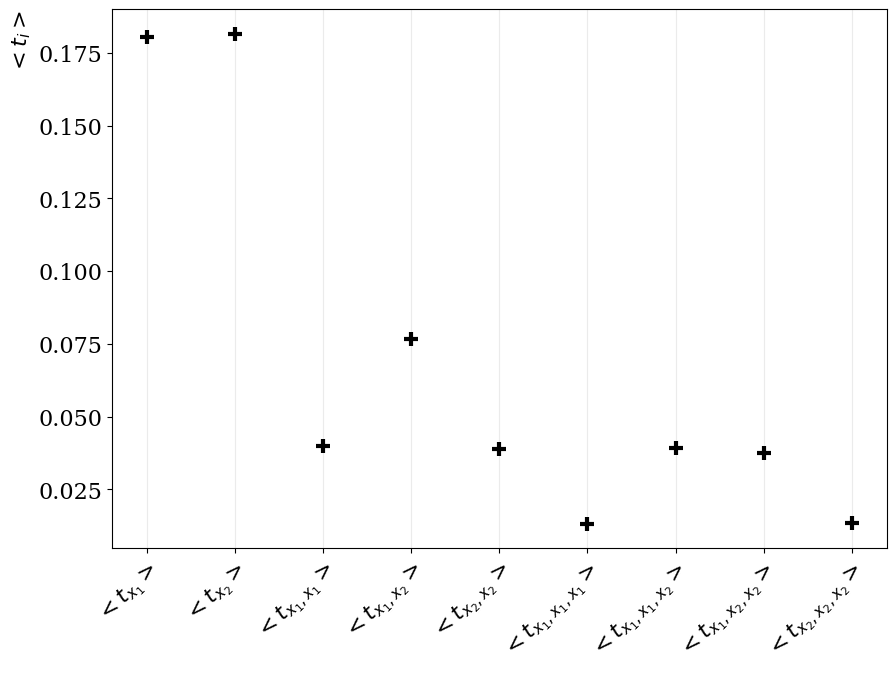 < t_i >
0.175
0.150
0.125
0.100
0.075
0.050
0.025
< t_{x_1} >
< t_{x_2} >
< t_{x_1, x_1} >
< t_{x_1, x_2} >
< t_{x_2, x_2} >
< t_{x_1, x_1, x_1} >
< t_{x_1, x_1, x_2} >
< t_{x_1, x_2, x_2} >
< t_{x_2, x_2, x_2} >